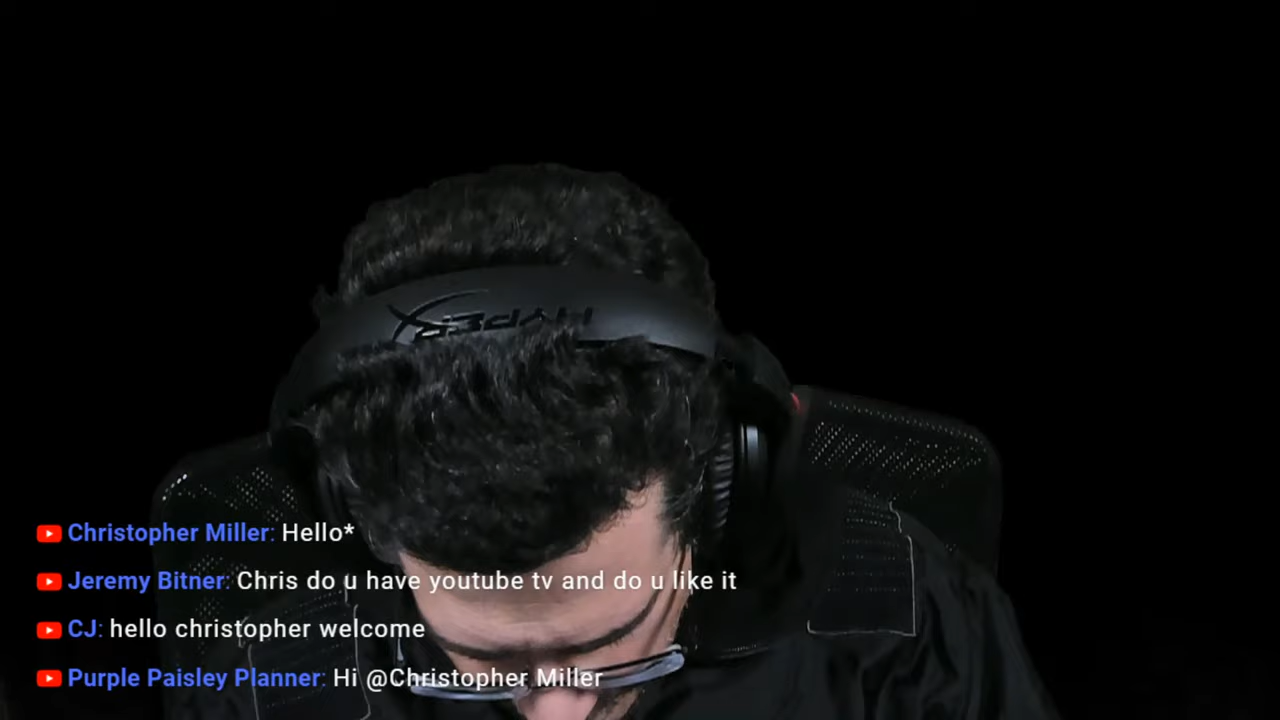 HYPERX
Christopher Miller: Hello*
Jeremy Bitner: Chris do u have youtube tv and do u like it
CJ: hello christopher welcome
Purple Paisley Planner: Hi @Christopher Miller